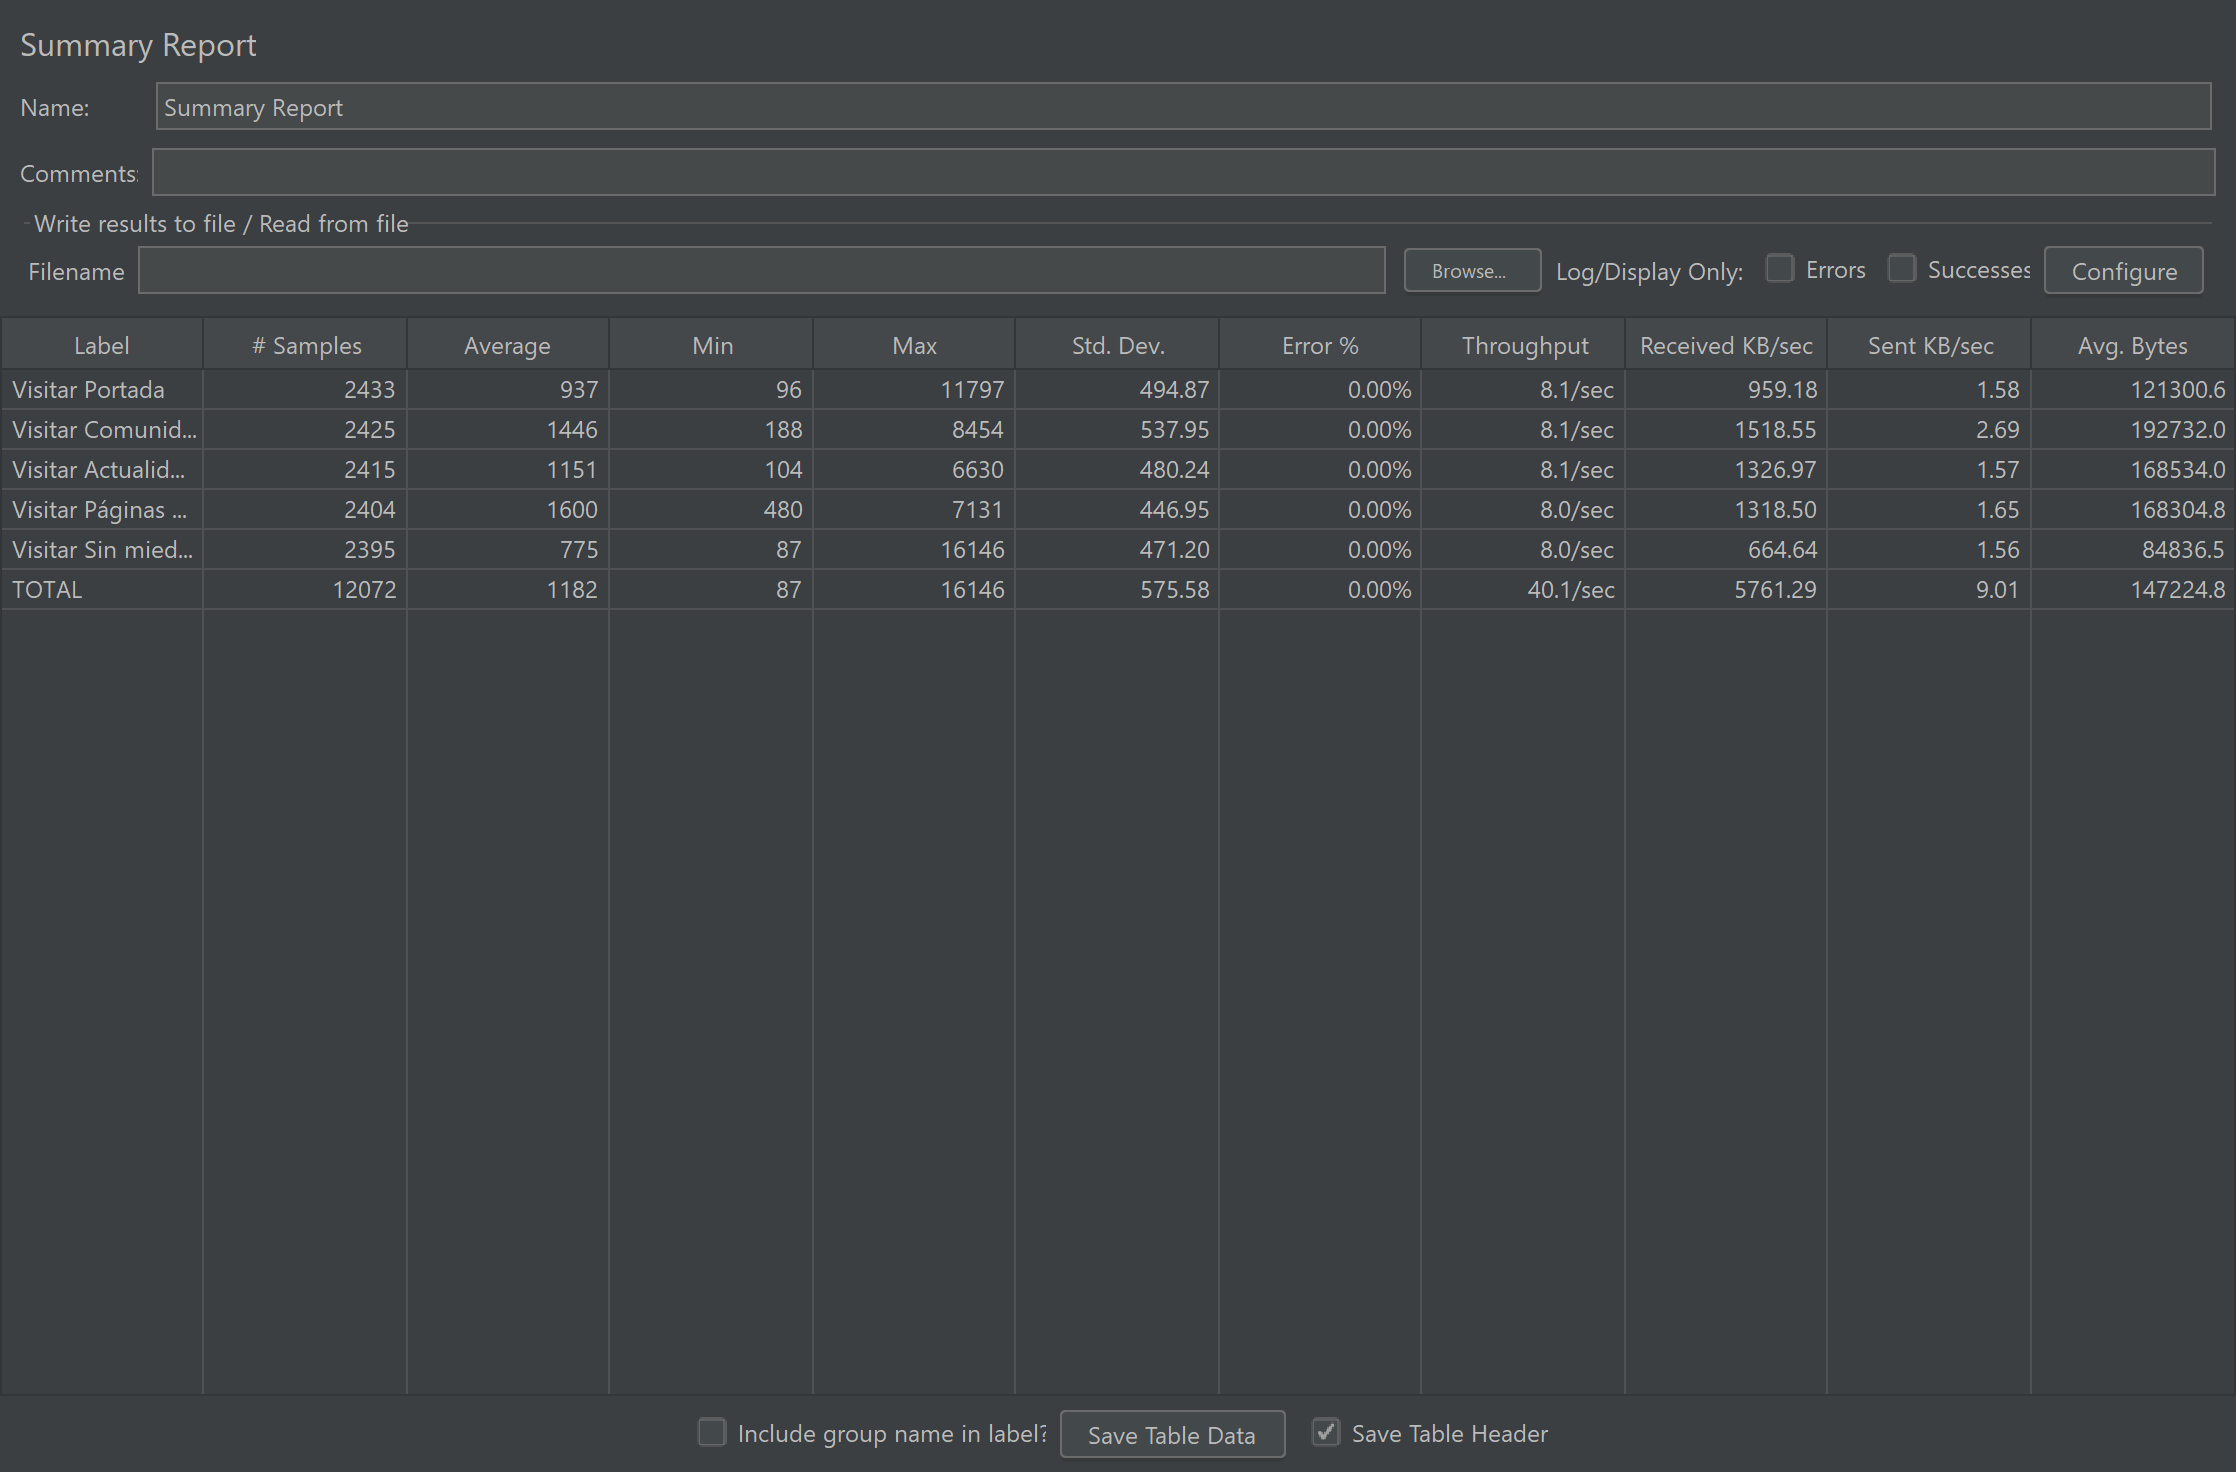 Summary Report
Name: Summary Report
Comments:
Write results to file / Read from file
Filename Browse... Log/Display Only: Errors Successes Configure
Label # Samples Average Min Max Std. Dev. Error % Throughput Received KB/sec Sent KB/sec Avg. Bytes
Visitar Portada 2433 937 96 11797 494.87 0.00% 8.1/sec 959.18 1.58 121300.6
Visitar Comunid... 2425 1446 188 8454 537.95 0.00% 8.1/sec 1518.55 2.69 192732.0
Visitar Actualid... 2415 1151 104 6630 480.24 0.00% 8.1/sec 1326.97 1.57 168534.0
Visitar Páginas ... 2404 1600 480 7131 446.95 0.00% 8.0/sec 1318.50 1.65 168304.8
Visitar Sin mied... 2395 775 87 16146 471.20 0.00% 8.0/sec 664.64 1.56 84836.5
TOTAL 12072 1182 87 16146 575.58 0.00% 40.1/sec 5761.29 9.01 147224.8
Include group name in label? Save Table Data Save Table Header